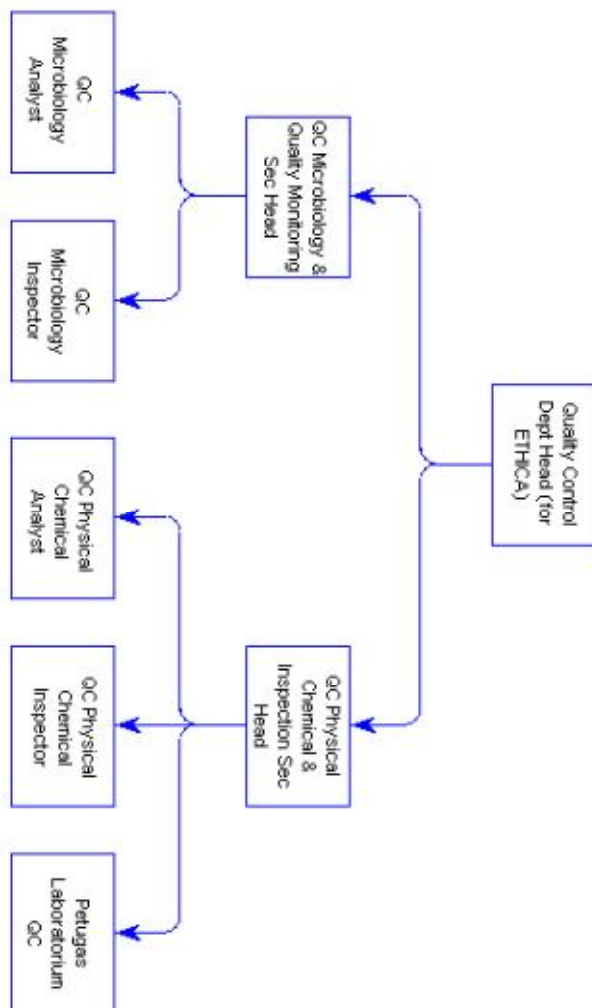 Quality Control
Dept Head (for
ETHICA)
QC Microbiology &
Quality Monitoring
Sec Head
QC Physical
Chemical &
Inspection Sec
Head
QC
Microbiology
Analyst
QC
Microbiology
Inspector
QC Physical
Chemical
Analyst
QC Physical
Chemical
Inspector
Petugas
Laboratorium
QC